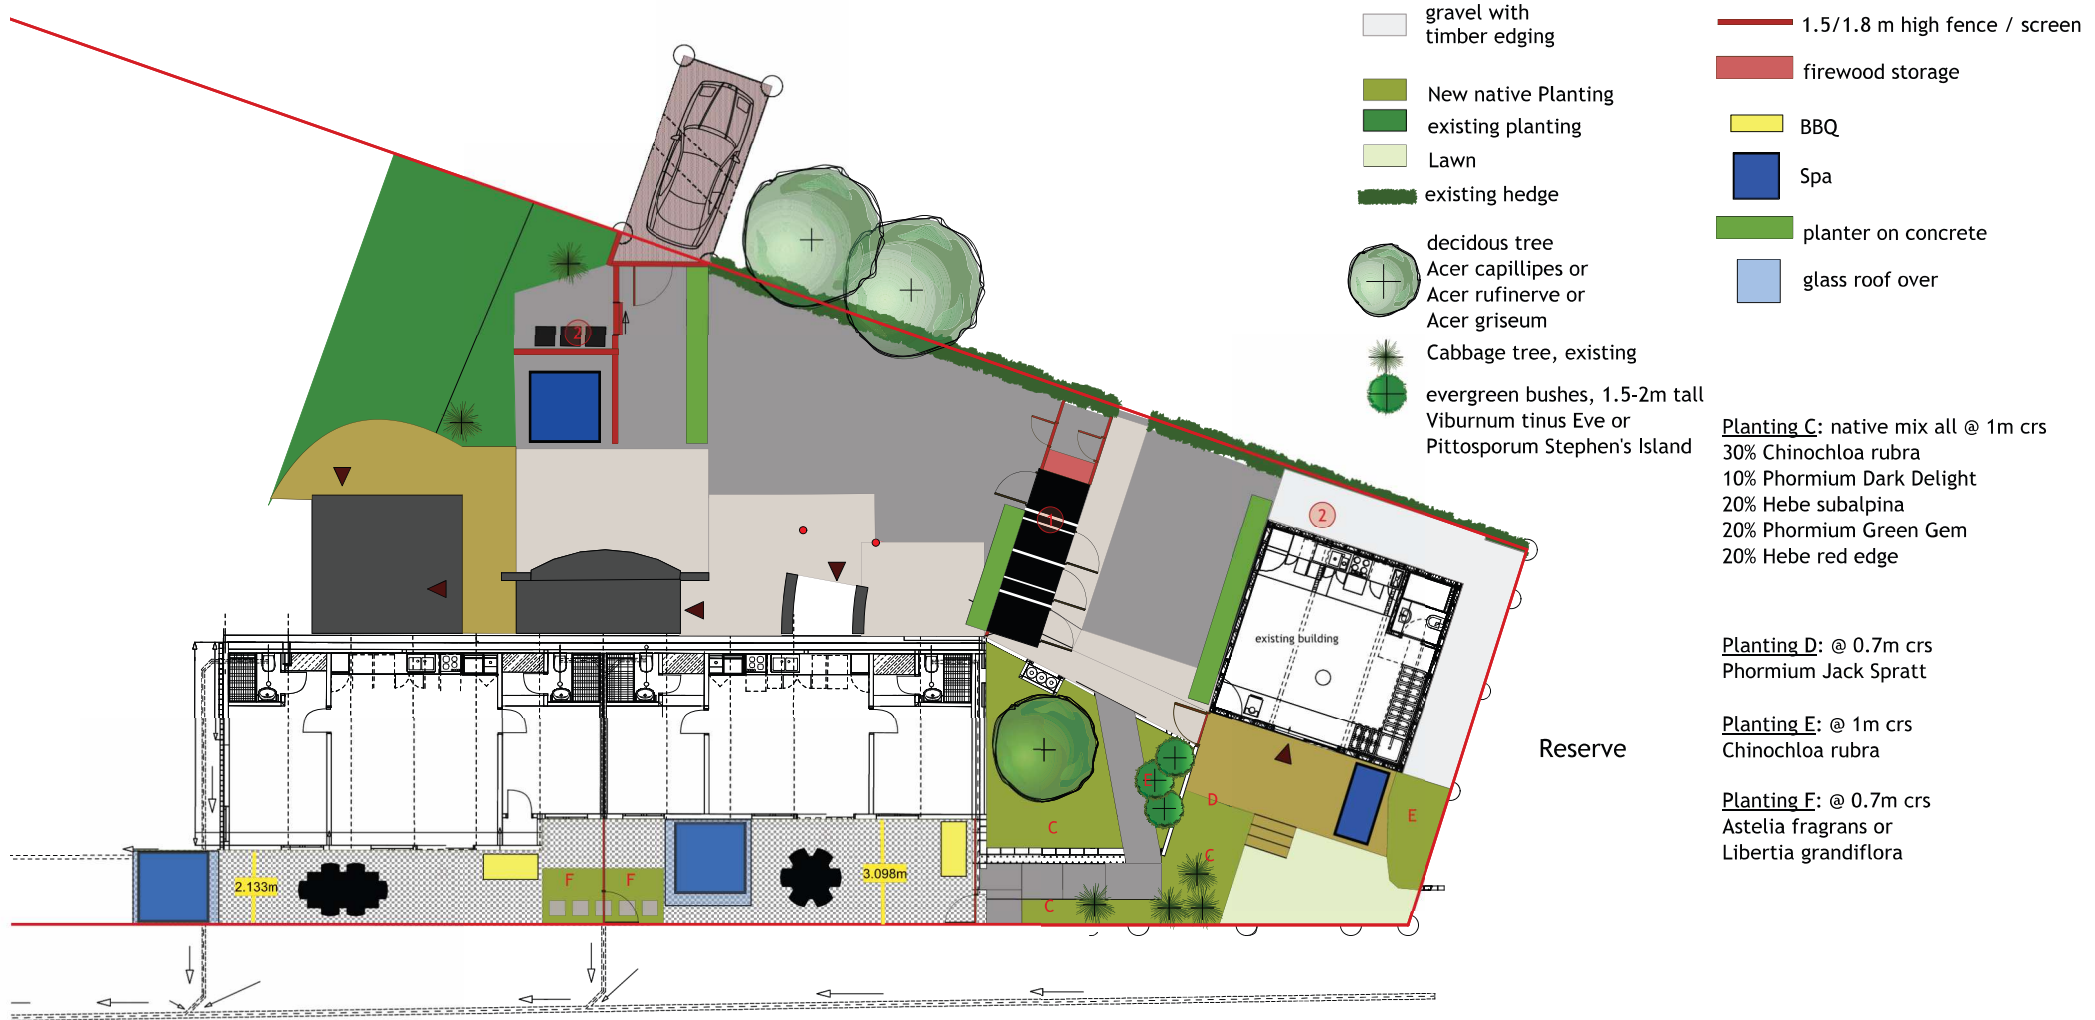 gravel with
timber edging
New native Planting
existing planting
Lawn
existing hedge
decidous tree
Acer capillipes or
Acer rufinerve or
Acer griseum
Cabbage tree, existing
evergreen bushes, 1.5-2m tall
Viburnum tinus Eve or
Pittosporum Stephen's Island
1.5/1.8 m high fence / screen
firewood storage
BBQ
Spa
planter on concrete
glass roof over
Planting C: native mix all @ 1m crs
30% Chinochloa rubra
10% Phormium Dark Delight
20% Hebe subalpina
20% Phormium Green Gem
20% Hebe red edge
Planting D: @ 0.7m crs
Phormium Jack Spratt
Planting E: @ 1m crs
Chinochloa rubra
Planting F: @ 0.7m crs
Astelia fragrans or
Libertia grandiflora
Reserve
2
1
2
existing building
E
D
E
C
C
C
F
F
2.133m
3.098m